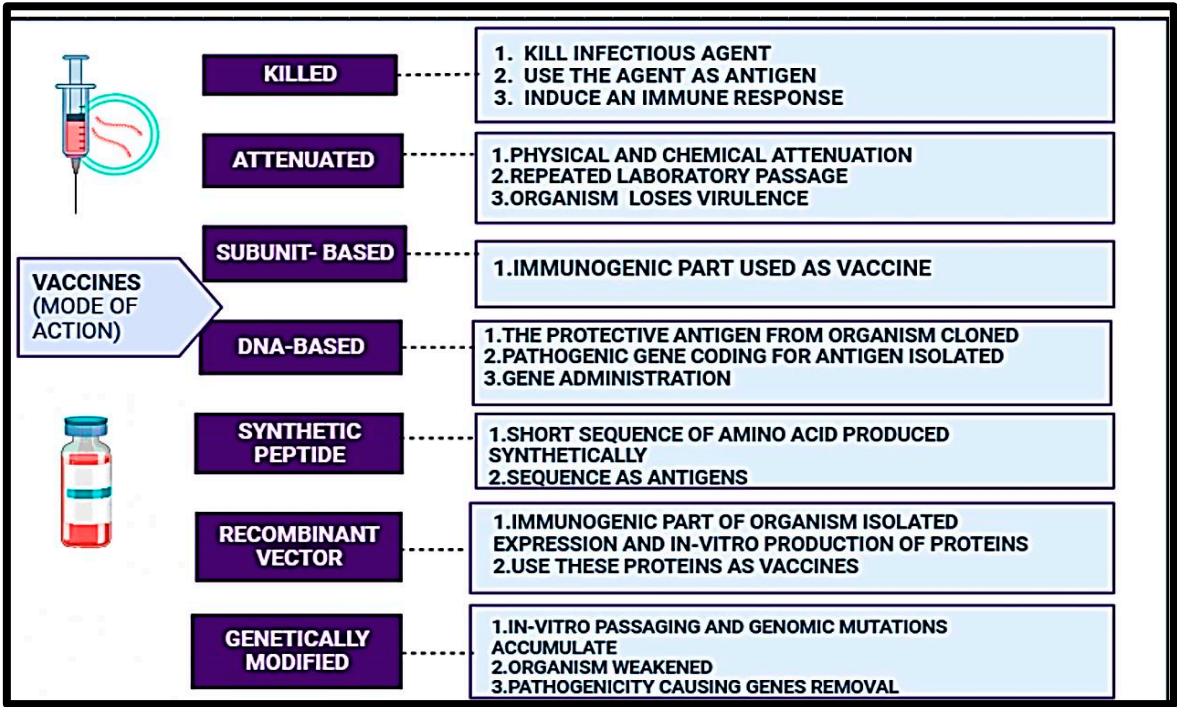 KILLED
1. KILL INFECTIOUS AGENT
2. USE THE AGENT AS ANTIGEN
3. INDUCE AN IMMUNE RESPONSE
ATTENUATED
1.PHYSICAL AND CHEMICAL ATTENUATION
2.REPEATED LABORATORY PASSAGE
3.ORGANISM LOSES VIRULENCE
SUBUNIT- BASED
1.IMMUNOGENIC PART USED AS VACCINE
VACCINES
(MODE OF
ACTION)
DNA-BASED
1.THE PROTECTIVE ANTIGEN FROM ORGANISM CLONED
2.PATHOGENIC GENE CODING FOR ANTIGEN ISOLATED
3.GENE ADMINISTRATION
SYNTHETIC
PEPTIDE
1.SHORT SEQUENCE OF AMINO ACID PRODUCED
SYNTHETICALLY
2.SEQUENCE AS ANTIGENS
RECOMBINANT
VECTOR
1.IMMUNOGENIC PART OF ORGANISM ISOLATED
EXPRESSION AND IN-VITRO PRODUCTION OF PROTEINS
2.USE THESE PROTEINS AS VACCINES
GENETICALLY
MODIFIED
1.IN-VITRO PASSAGING AND GENOMIC MUTATIONS
ACCUMULATE
2.ORGANISM WEAKENED
3.PATHOGENICITY CAUSING GENES REMOVAL